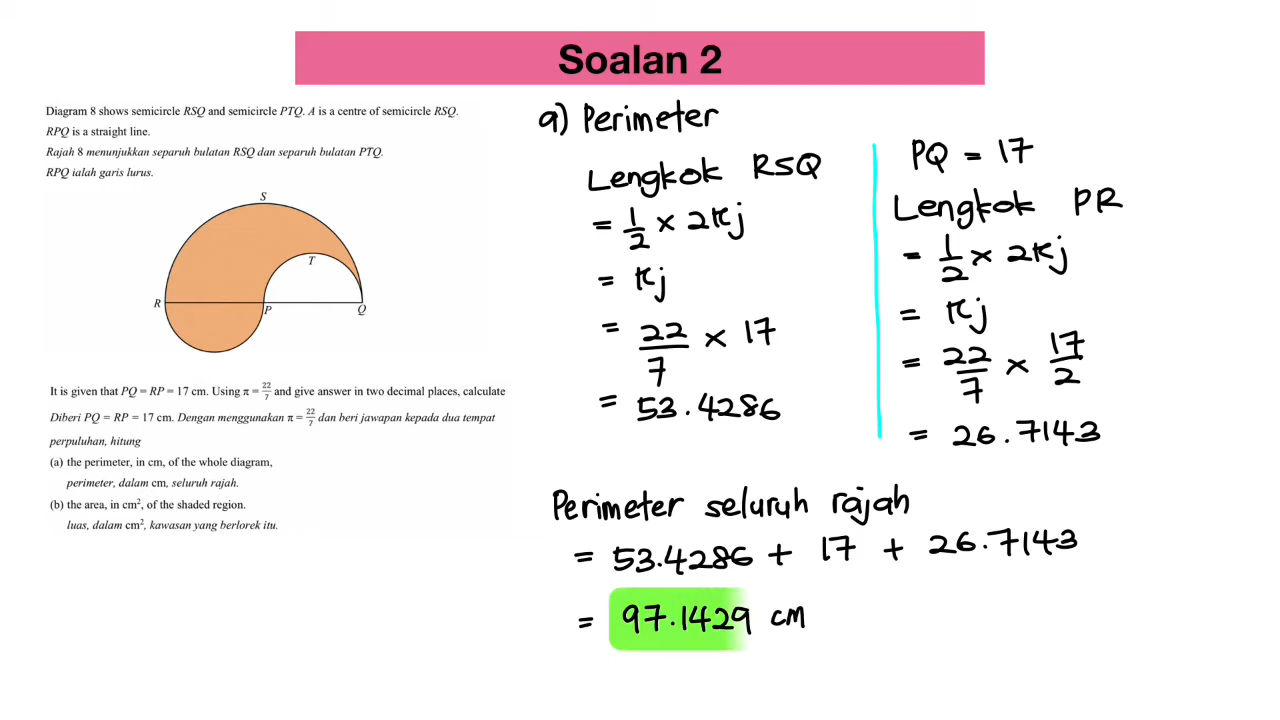 Soalan 2
Diagram 8 shows semicircle RSQ and semicircle PTQ. A is a centre of semicircle RSQ.
RPQ is a straight line.
Rajah 8 menunjukkan separuh bulatan RSQ dan separuh bulatan PTQ.
RPQ ialah garis lurus.
S
T
R
P
Q
It is given that PQ = RP = 17 cm. Using π = 22/7 and give answer in two decimal places, calculate
Diberi PQ = RP = 17 cm. Dengan menggunakan π = 22/7 dan beri jawapan kepada dua tempat
perpuluhan, hitung
(a) the perimeter, in cm, of the whole diagram,
perimeter, dalam cm, seluruh rajah.
(b) the area, in cm², of the shaded region.
luas, dalam cm², kawasan yang berlorek itu.
a) Perimeter
Lengkok RSQ
= 1/2 × 2πj
= πj
= 22/7 × 17
= 53.4286
PQ = 17
Lengkok PR
= 1/2 × 2πj
= πj
= 22/7 × 17/2
= 26.7143
Perimeter seluruh rajah
= 53.4286 + 17 + 26.7143
= 97.1429 cm